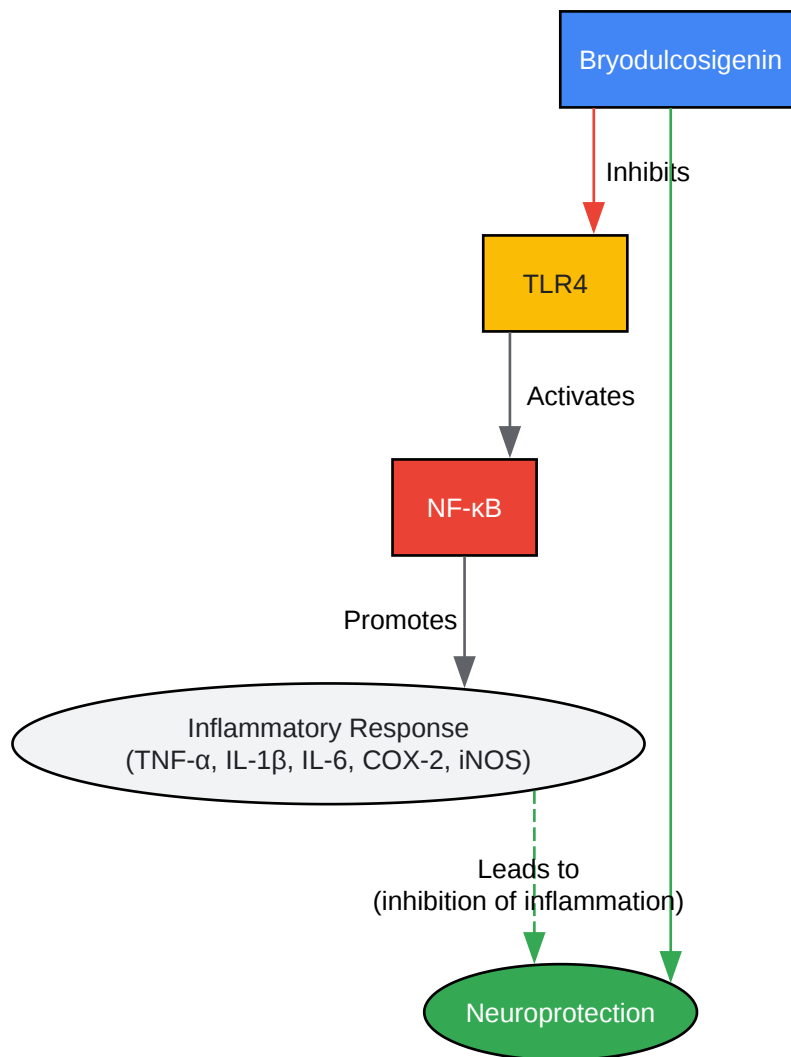 Bryodulcosigenin
Inhibits
TLR4
Activates
NF-κB
Promotes
Inflammatory Response
(TNF-α, IL-1β, IL-6, COX-2, iNOS)
Leads to
(inhibition of inflammation)
Neuroprotection